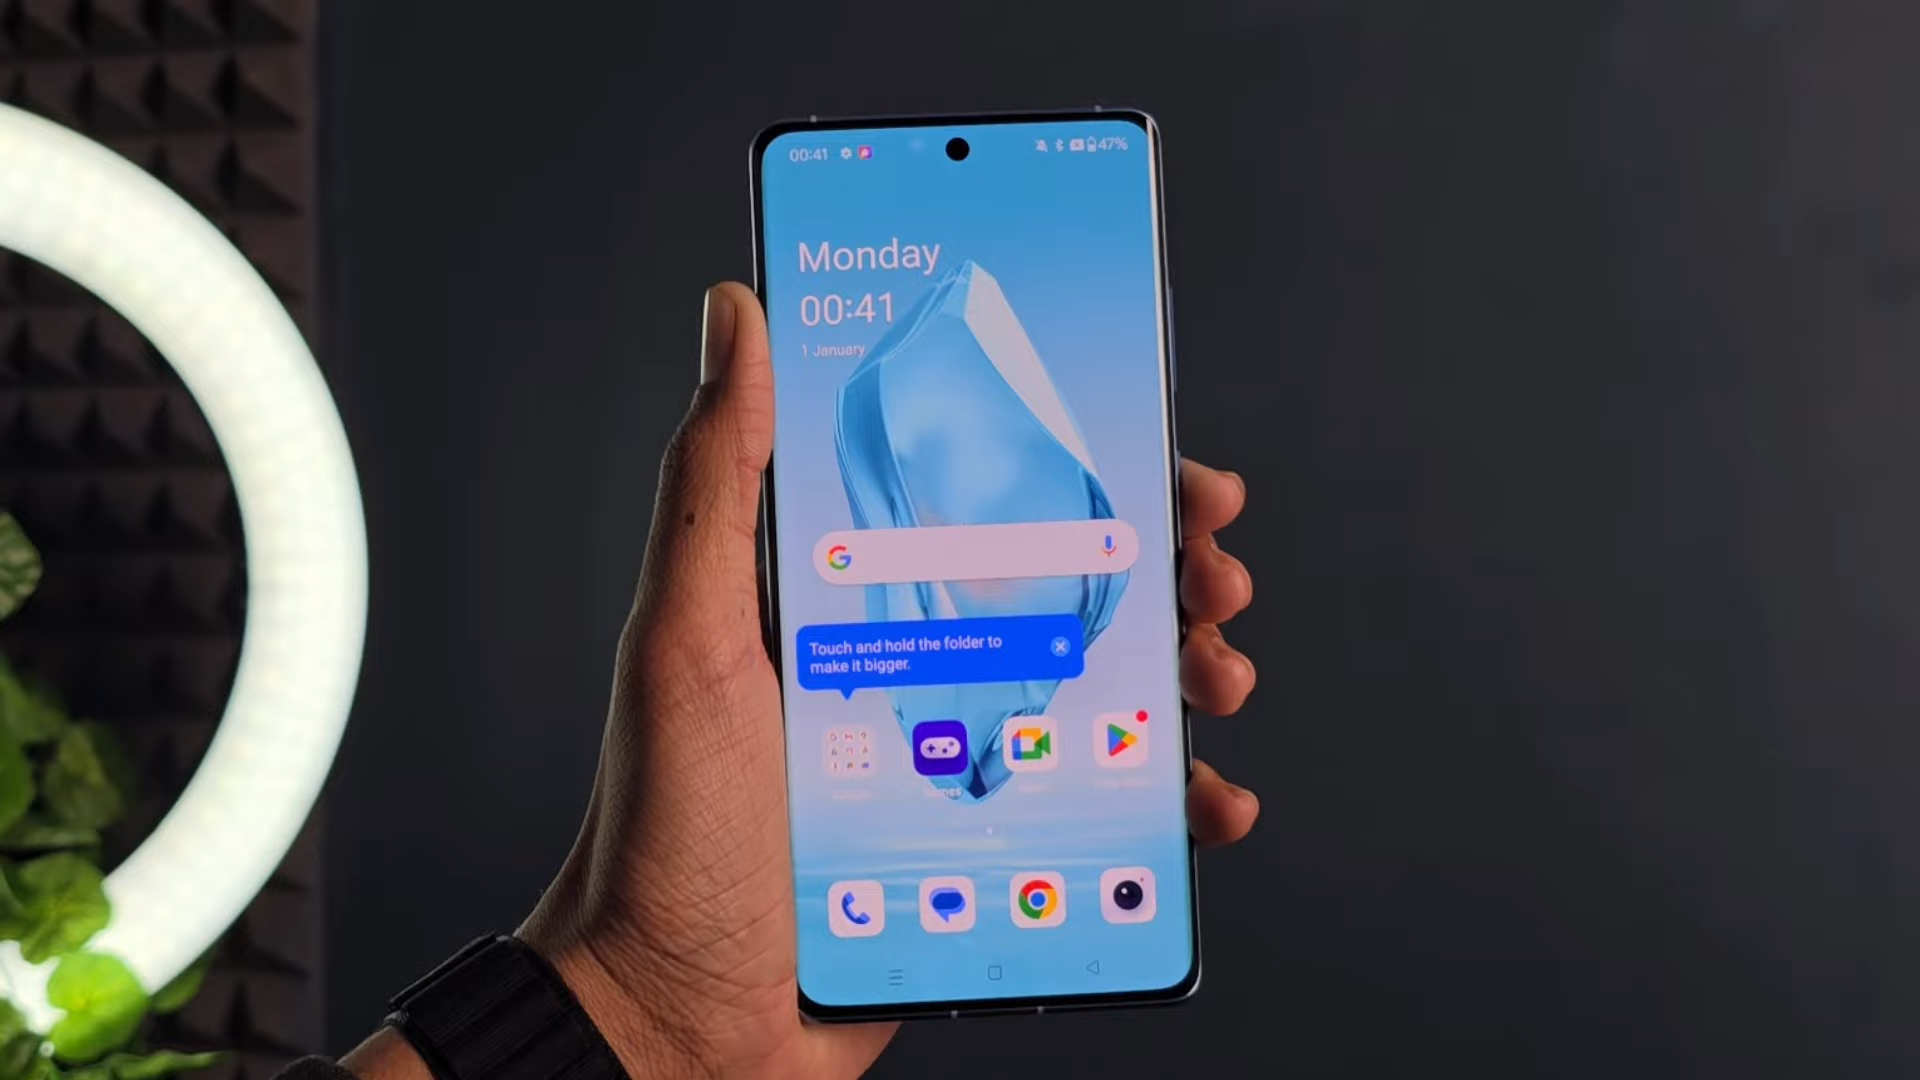 00:41
47%
Monday
00:41
1 January
Touch and hold the folder to
make it bigger.